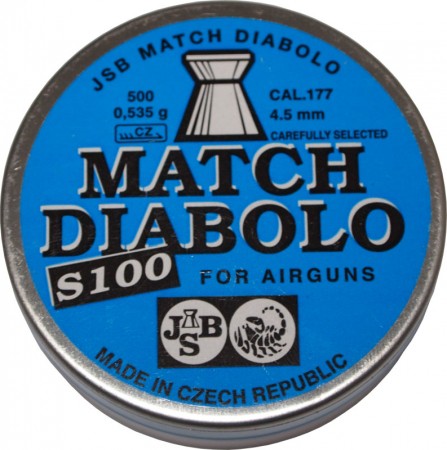 JSB MATCH DIABOLO
500
0,535 g
CZ
CAL.177
4.5 mm
CAREFULLY SELECTED
MATCH
DIABOLO
S100
FOR AIRGUNS
JSB
MADE IN CZECH REPUBLIC